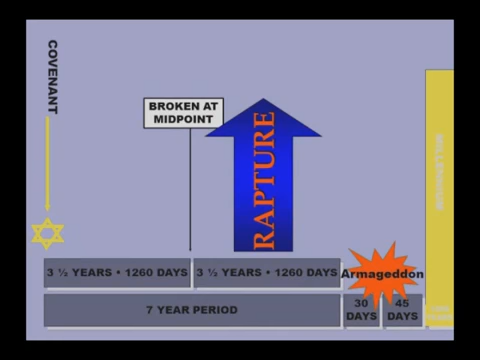 COVENANT
BROKEN AT
MIDPOINT
RAPTURE
MILLENNIUM
3 ½ YEARS • 1260 DAYS
3 ½ YEARS • 1260 DAYS
Armageddon
7 YEAR PERIOD
30
DAYS
45
DAYS